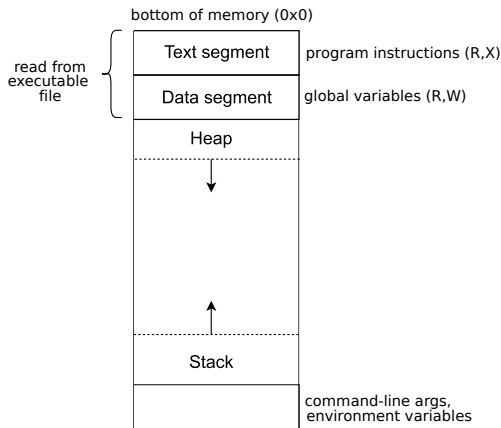 bottom of memory (0x0)
Text segment
program instructions (R,X)
read from
executable
file
Data segment
global variables (R,W)
Heap
Stack
command-line args,
environment variables